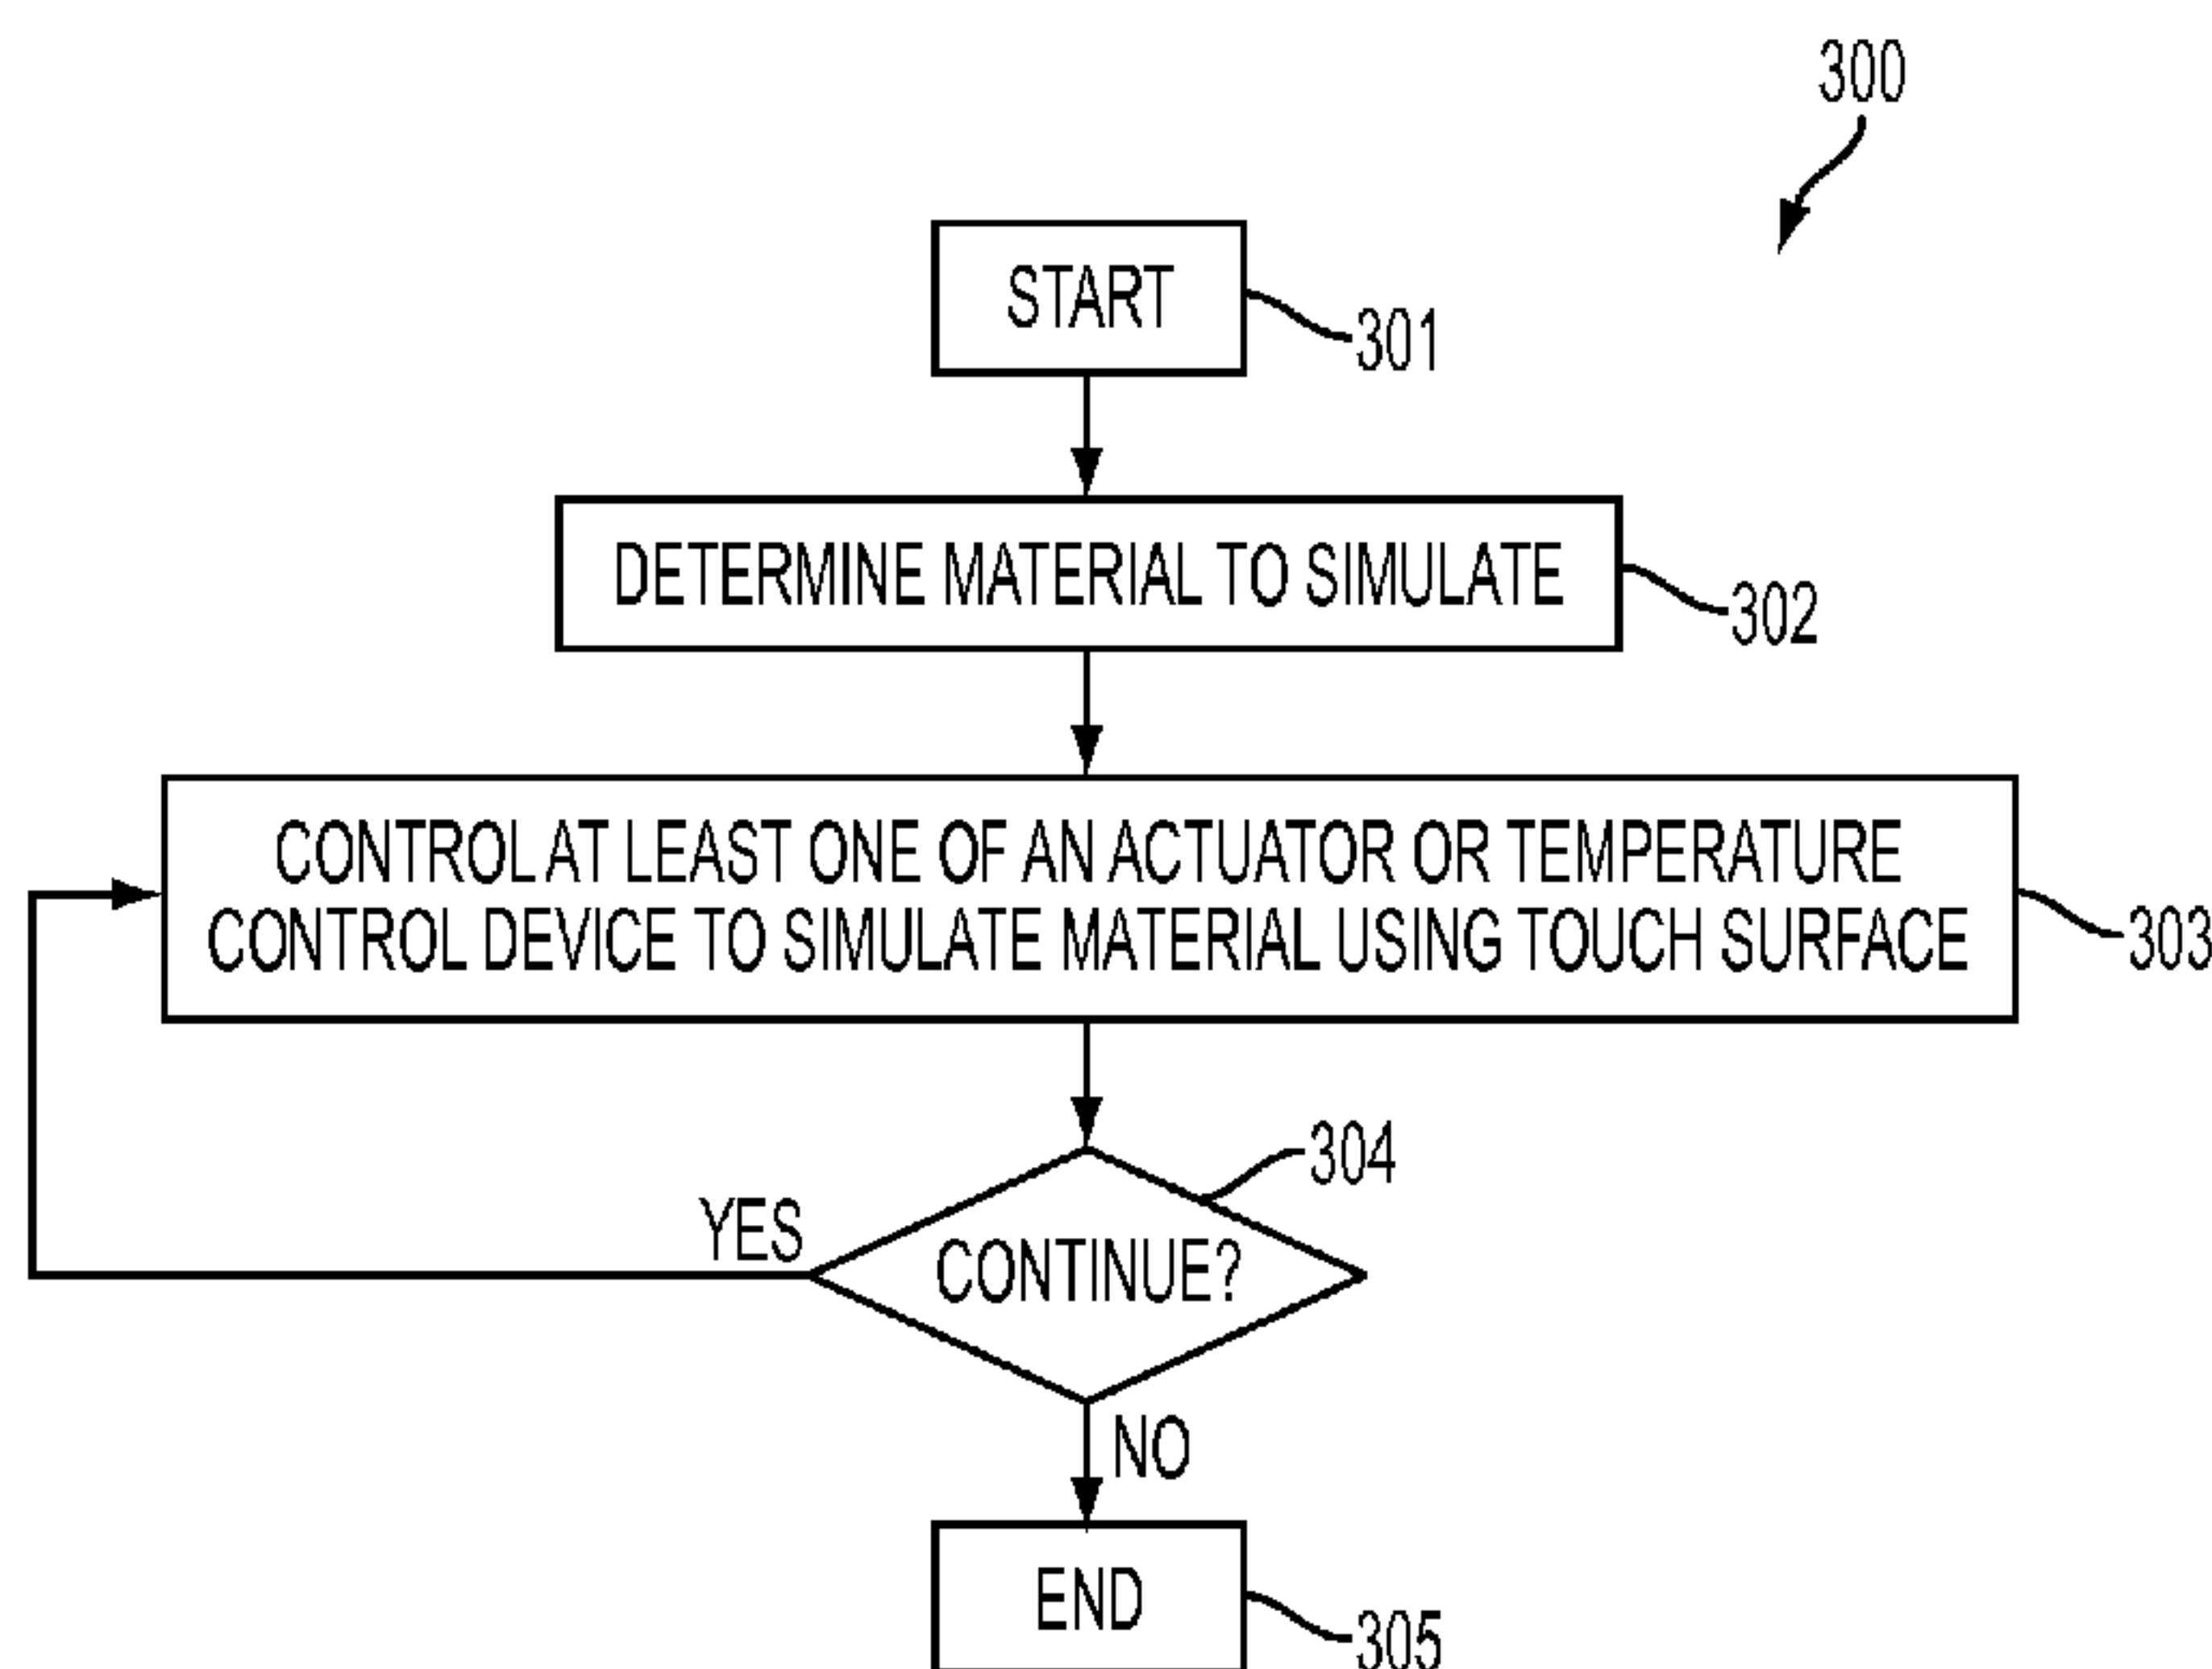 300
START
301
DETERMINE MATERIAL TO SIMULATE
302
CONTROL AT LEAST ONE OF AN ACTUATOR OR TEMPERATURE
CONTROL DEVICE TO SIMULATE MATERIAL USING TOUCH SURFACE
303
304
YES
CONTINUE?
NO
END
305